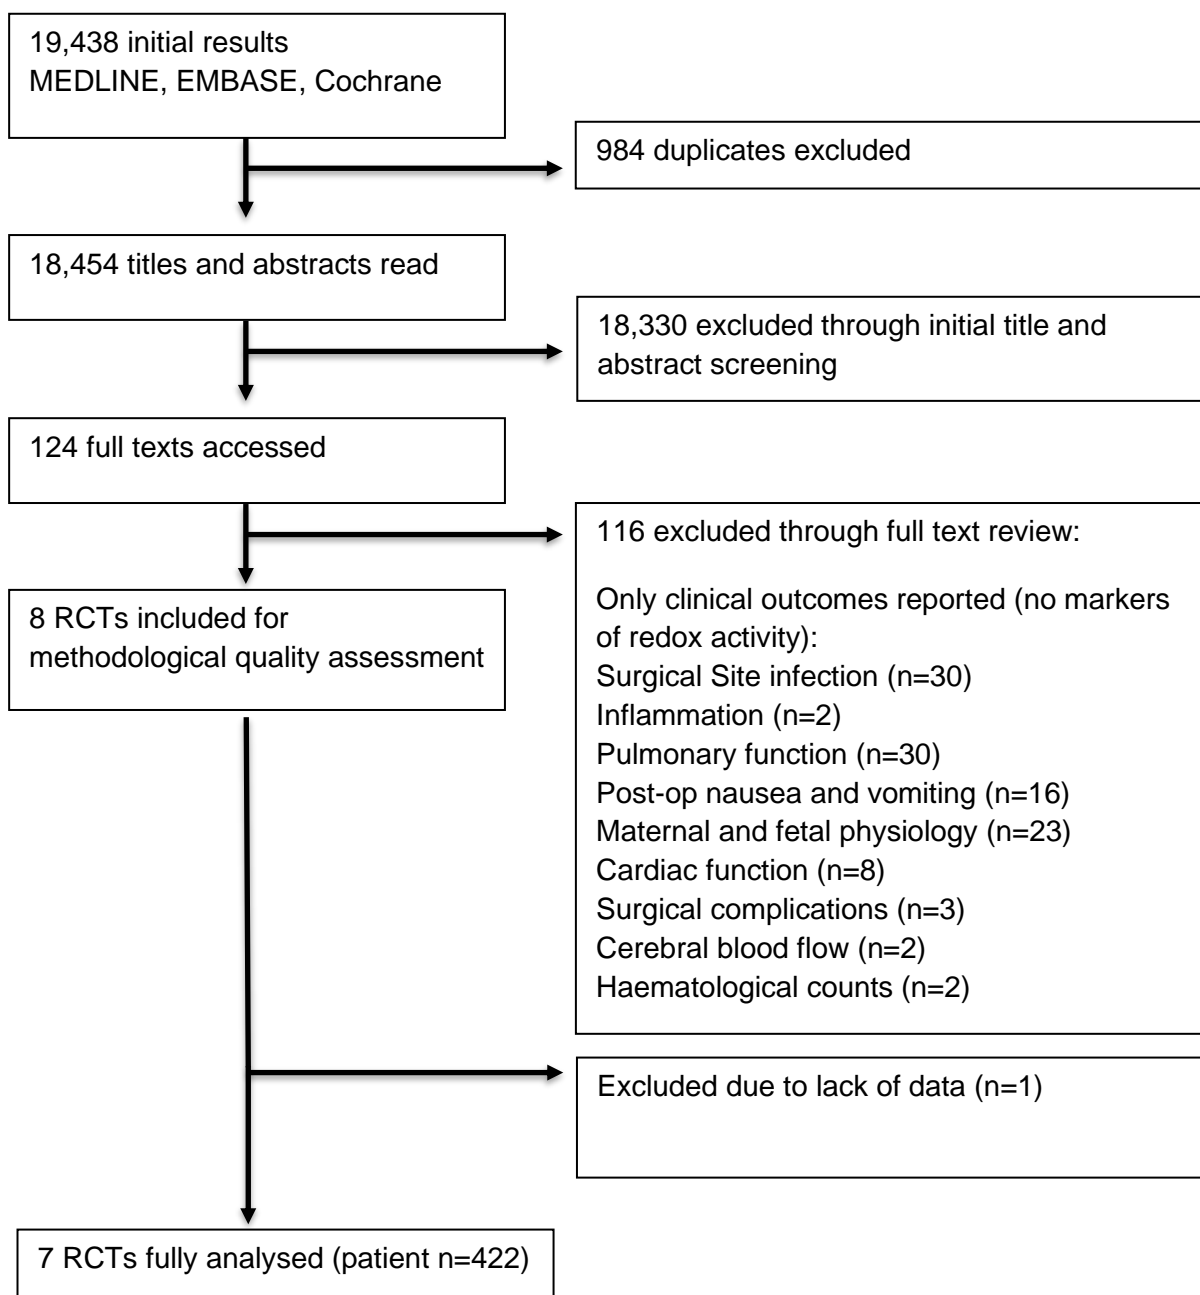 19,438 initial results
MEDLINE, EMBASE, Cochrane
984 duplicates excluded
18,454 titles and abstracts read
18,330 excluded through initial title and
abstract screening
124 full texts accessed
116 excluded through full text review:
Only clinical outcomes reported (no markers
of redox activity):
Surgical Site infection (n=30)
Inflammation (n=2)
Pulmonary function (n=30)
Post-op nausea and vomiting (n=16)
Maternal and fetal physiology (n=23)
Cardiac function (n=8)
Surgical complications (n=3)
Cerebral blood flow (n=2)
Haematological counts (n=2)
8 RCTs included for
methodological quality assessment
Excluded due to lack of data (n=1)
7 RCTs fully analysed (patient n=422)